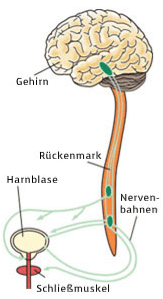 Gehirn
Rückenmark
Harnblase
Nerven-
bahnen
Schließmuskel